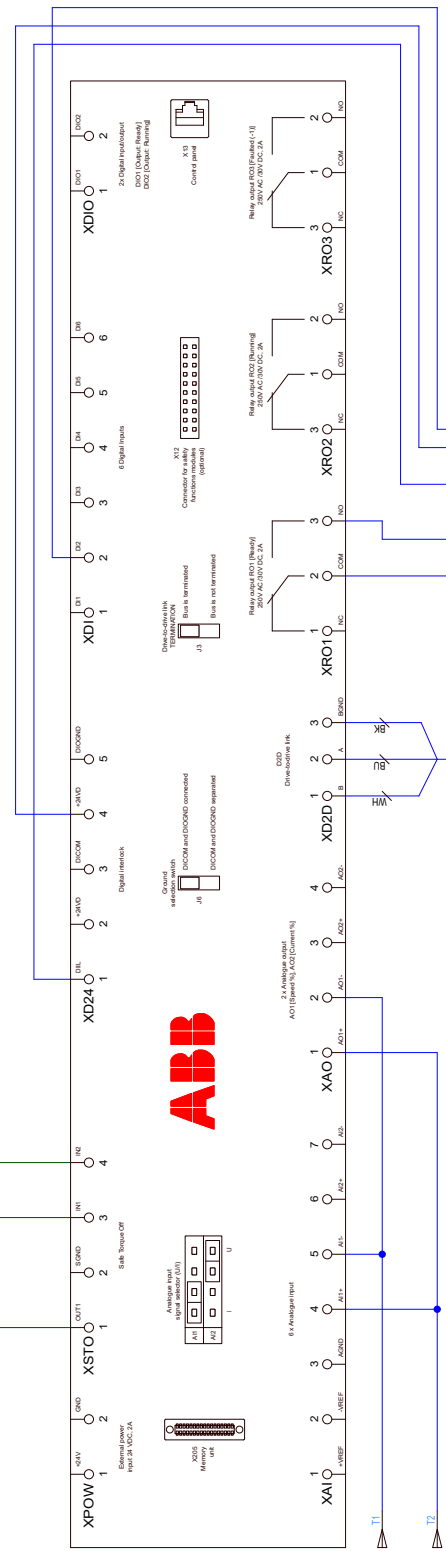 XPOW
1
+24V
2
GND
External power
input 24 VDC, 2A
XSTO
1
OUT1
2
SGND
3
IN1
4
IN2
Safe Torque Off
XD24
1
DIIL
2
+24VD
3
DICOM
4
+24VD
5
DIOGND
Digital interlock
XDI
1
DI1
2
DI2
3
DI3
4
DI4
5
DI5
6
DI6
6 Digital inputs
XDIO
1
DIO1
2
DIO2
2x Digital input/output
DIO1 [Output: Ready]
DIO2 [Output: Running]
X205
Memory
unit
Analogue input
signal selector (U/I)
AI1
AI2
I
U
ABB
Ground
selection switch
J6
DICOM and DIOGND connected
DICOM and DIOGND separated
Drive-to-drive link
TERMINATION
J3
Bus is terminated
Bus is not terminated
X12
Connector for safety
functions modules
(optional)
X13
Control panel
6 x Analogue input
XAI
1
+VREF
2
-VREF
3
AGND
4
AI1+
5
AI1-
6
AI2+
7
AI2-
2 x Analogue output
AO1 [Speed %], AO2 [Current %]
XAO
1
AO1+
2
AO1-
3
AO2+
4
AO2-
D2D
Drive-to-drive link
XD2D
1
B
2
A
3
BGND
WH
BU
BK
Relay output RO1 [Ready]
250V AC /30V DC, 2A
XRO1
1
NC
2
COM
3
NO
Relay output RO2 [Running]
250V AC /30V DC, 2A
XRO2
3
NC
1
COM
2
NO
Relay output RO3 [Faulted (-1)]
250V AC /30V DC, 2A
XRO3
3
NC
1
COM
2
NO
T1
T2